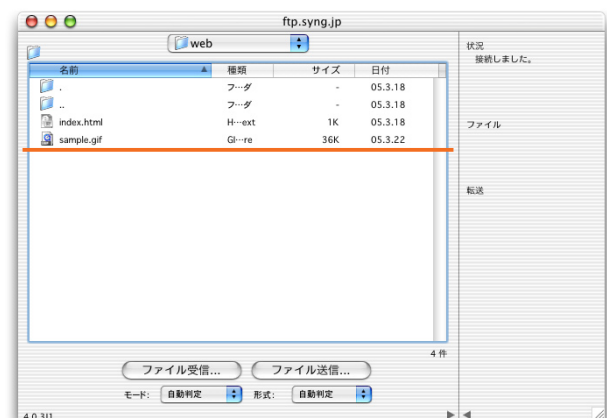 ftp.syng.jp
web
状況
接続しました。
名前 種類 サイズ 日付
. フ…ダ - 05.3.18
.. フ…ダ - 05.3.18
index.html H…ext 1K 05.3.18
ファイル
sample.gif GI…re 36K 05.3.22
転送
4 件
ファイル受信... ファイル送信...
モード: 自動判定 形式: 自動判定
4.0.3J1